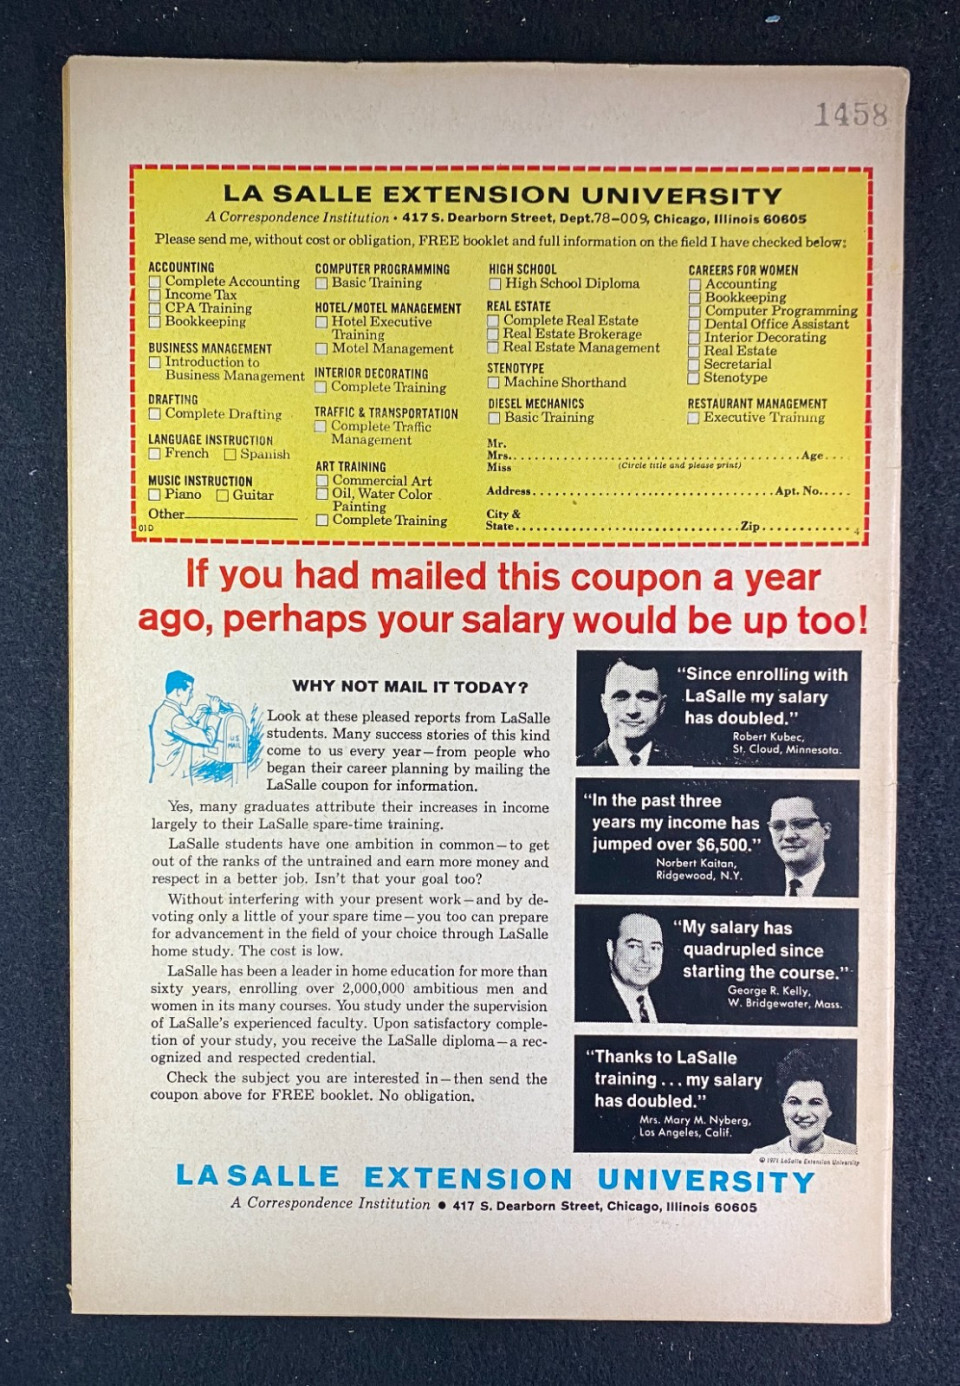 1458
LA SALLE EXTENSION UNIVERSITY
A Correspondence Institution • 417 S. Dearborn Street, Dept. 78-009, Chicago, Illinois 60605
Please send me, without cost or obligation, FREE booklet and full information on the field I have checked below:
ACCOUNTING
Complete Accounting
Income Tax
CPA Training
Bookkeeping
BUSINESS MANAGEMENT
Introduction to
Business Management
DRAFTING
Complete Drafting
LANGUAGE INSTRUCTION
French Spanish
MUSIC INSTRUCTION
Piano Guitar
Other
01D
COMPUTER PROGRAMMING
Basic Training
HOTEL/MOTEL MANAGEMENT
Hotel Executive
Training
Motel Management
INTERIOR DECORATING
Complete Training
TRAFFIC & TRANSPORTATION
Complete Traffic
Management
ART TRAINING
Commercial Art
Oil, Water Color
Painting
Complete Training
HIGH SCHOOL
High School Diploma
REAL ESTATE
Complete Real Estate
Real Estate Brokerage
Real Estate Management
STENOTYPE
Machine Shorthand
DIESEL MECHANICS
Basic Training
CAREERS FOR WOMEN
Accounting
Bookkeeping
Computer Programming
Dental Office Assistant
Interior Decorating
Real Estate
Secretarial
Stenotype
RESTAURANT MANAGEMENT
Executive Training
Mr.
Mrs. Age
Miss (Circle title and please print)
Address Apt. No.
City &
State Zip
4
If you had mailed this coupon a year
ago, perhaps your salary would be up too!
WHY NOT MAIL IT TODAY?
U S
MAIL
Look at these pleased reports from LaSalle
students. Many success stories of this kind
come to us every year—from people who
began their career planning by mailing the
LaSalle coupon for information.
Yes, many graduates attribute their increases in income
largely to their LaSalle spare-time training.
LaSalle students have one ambition in common—to get
out of the ranks of the untrained and earn more money and
respect in a better job. Isn't that your goal too?
Without interfering with your present work—and by de-
voting only a little of your spare time—you too can prepare
for advancement in the field of your choice through LaSalle
home study. The cost is low.
LaSalle has been a leader in home education for more than
sixty years, enrolling over 2,000,000 ambitious men and
women in its many courses. You study under the supervision
of LaSalle's experienced faculty. Upon satisfactory comple-
tion of your study, you receive the LaSalle diploma—a rec-
ognized and respected credential.
Check the subject you are interested in—then send the
coupon above for FREE booklet. No obligation.
"Since enrolling with
LaSalle my salary
has doubled."
Robert Kubec,
St. Cloud, Minnesota.
"In the past three
years my income has
jumped over $6,500."
Norbert Kaitan,
Ridgewood, N.Y.
"My salary has
quadrupled since
starting the course."
George R. Kelly,
W. Bridgewater, Mass.
"Thanks to LaSalle
training . . . my salary
has doubled."
Mrs. Mary M. Nyberg,
Los Angeles, Calif.
© 1971 LaSalle Extension University
LA SALLE EXTENSION UNIVERSITY
A Correspondence Institution • 417 S. Dearborn Street, Chicago, Illinois 60605